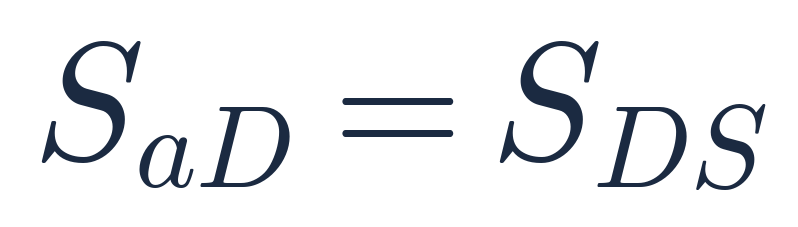 S_{aD} = S_{DS}